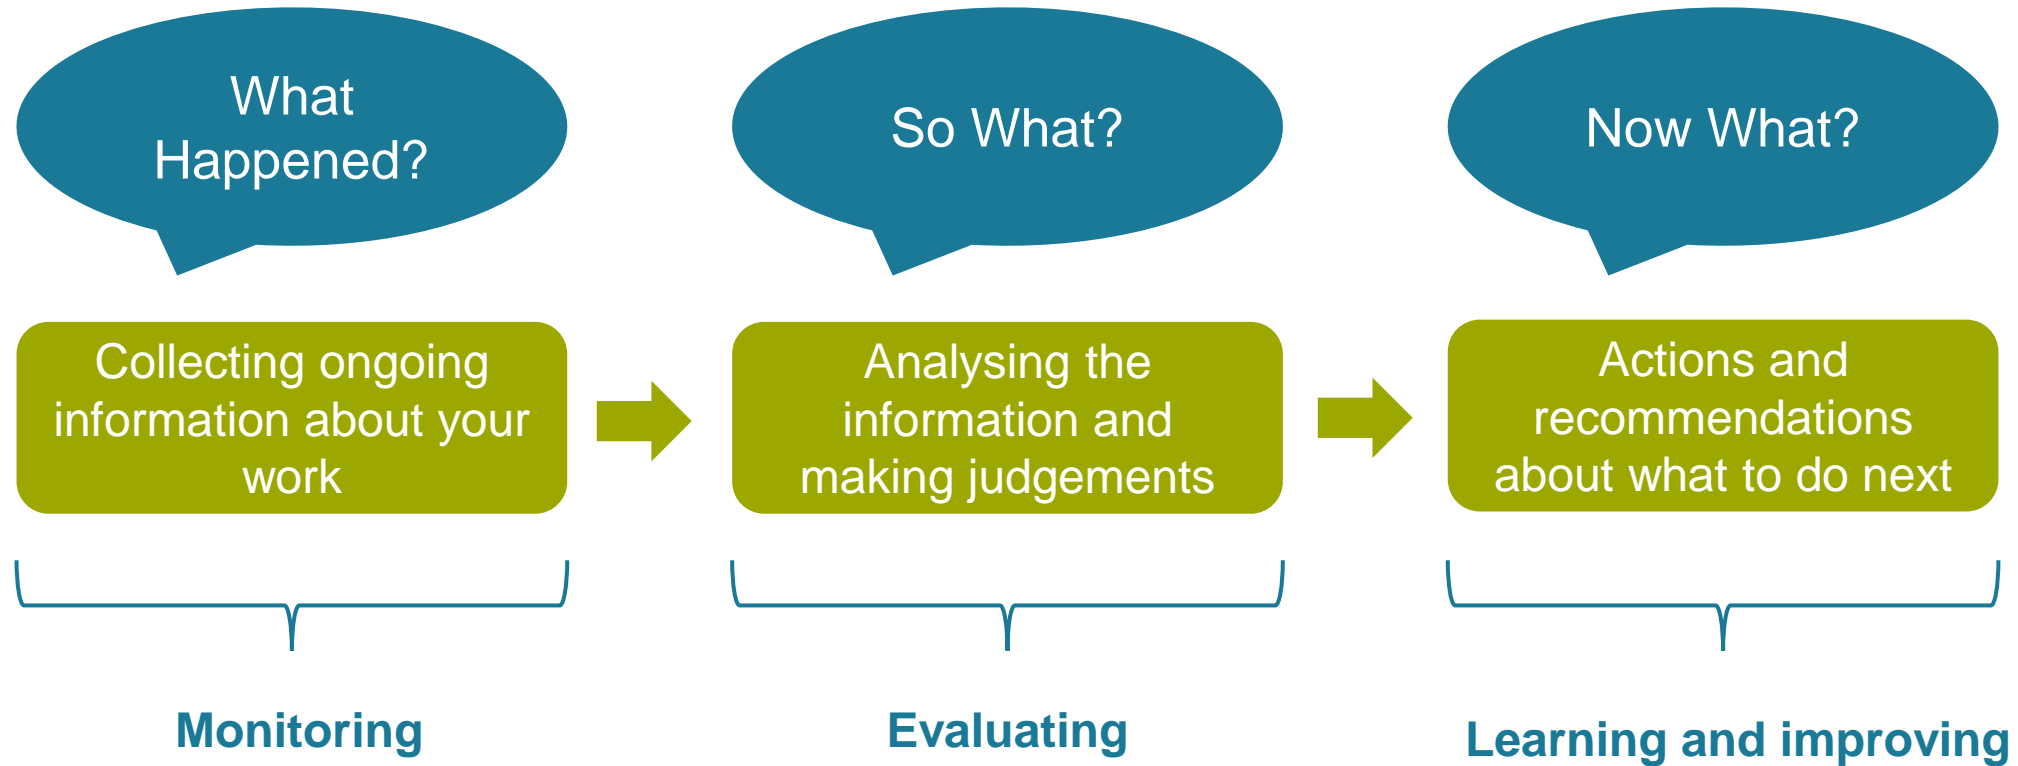 What
Happened?
So What?
Now What?
Collecting ongoing
information about your
work
Analysing the
information and
making judgements
Actions and
recommendations
about what to do next
Monitoring
Evaluating
Learning and improving